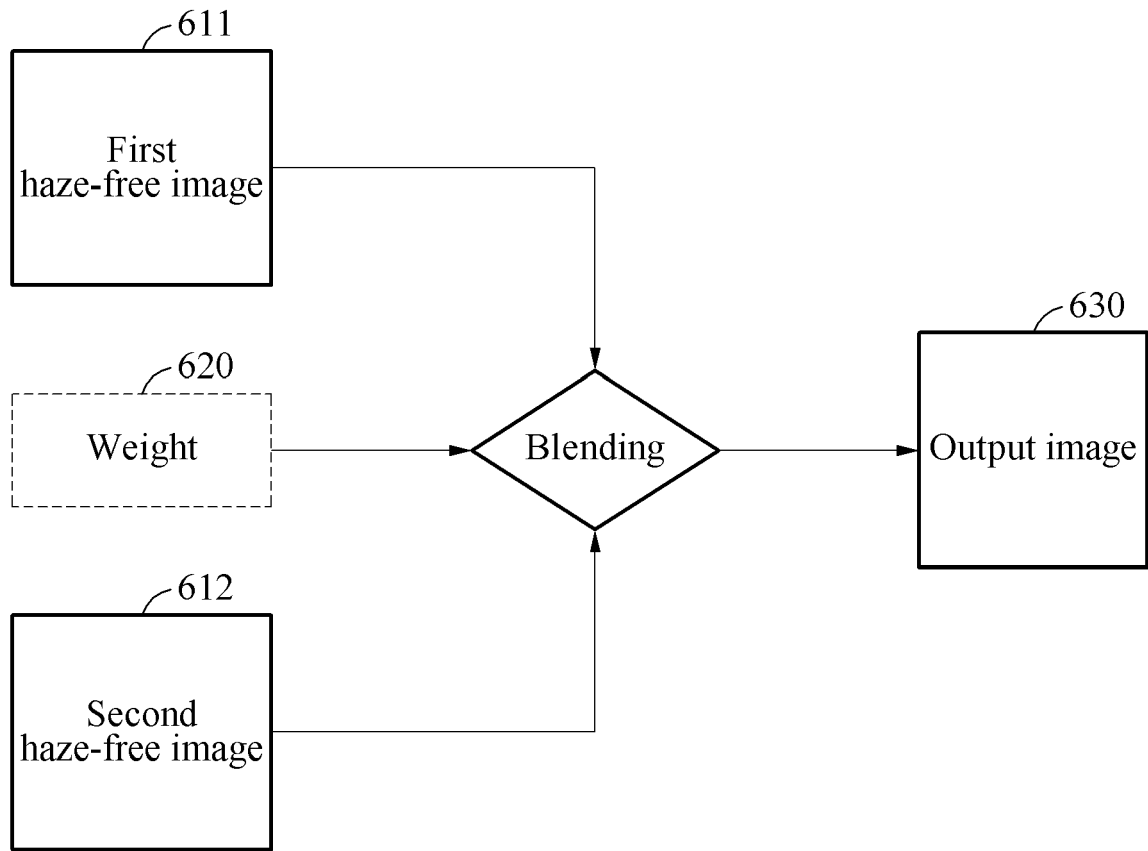 611
First
haze-free image
620
Weight
Blending
630
Output image
612
Second
haze-free image